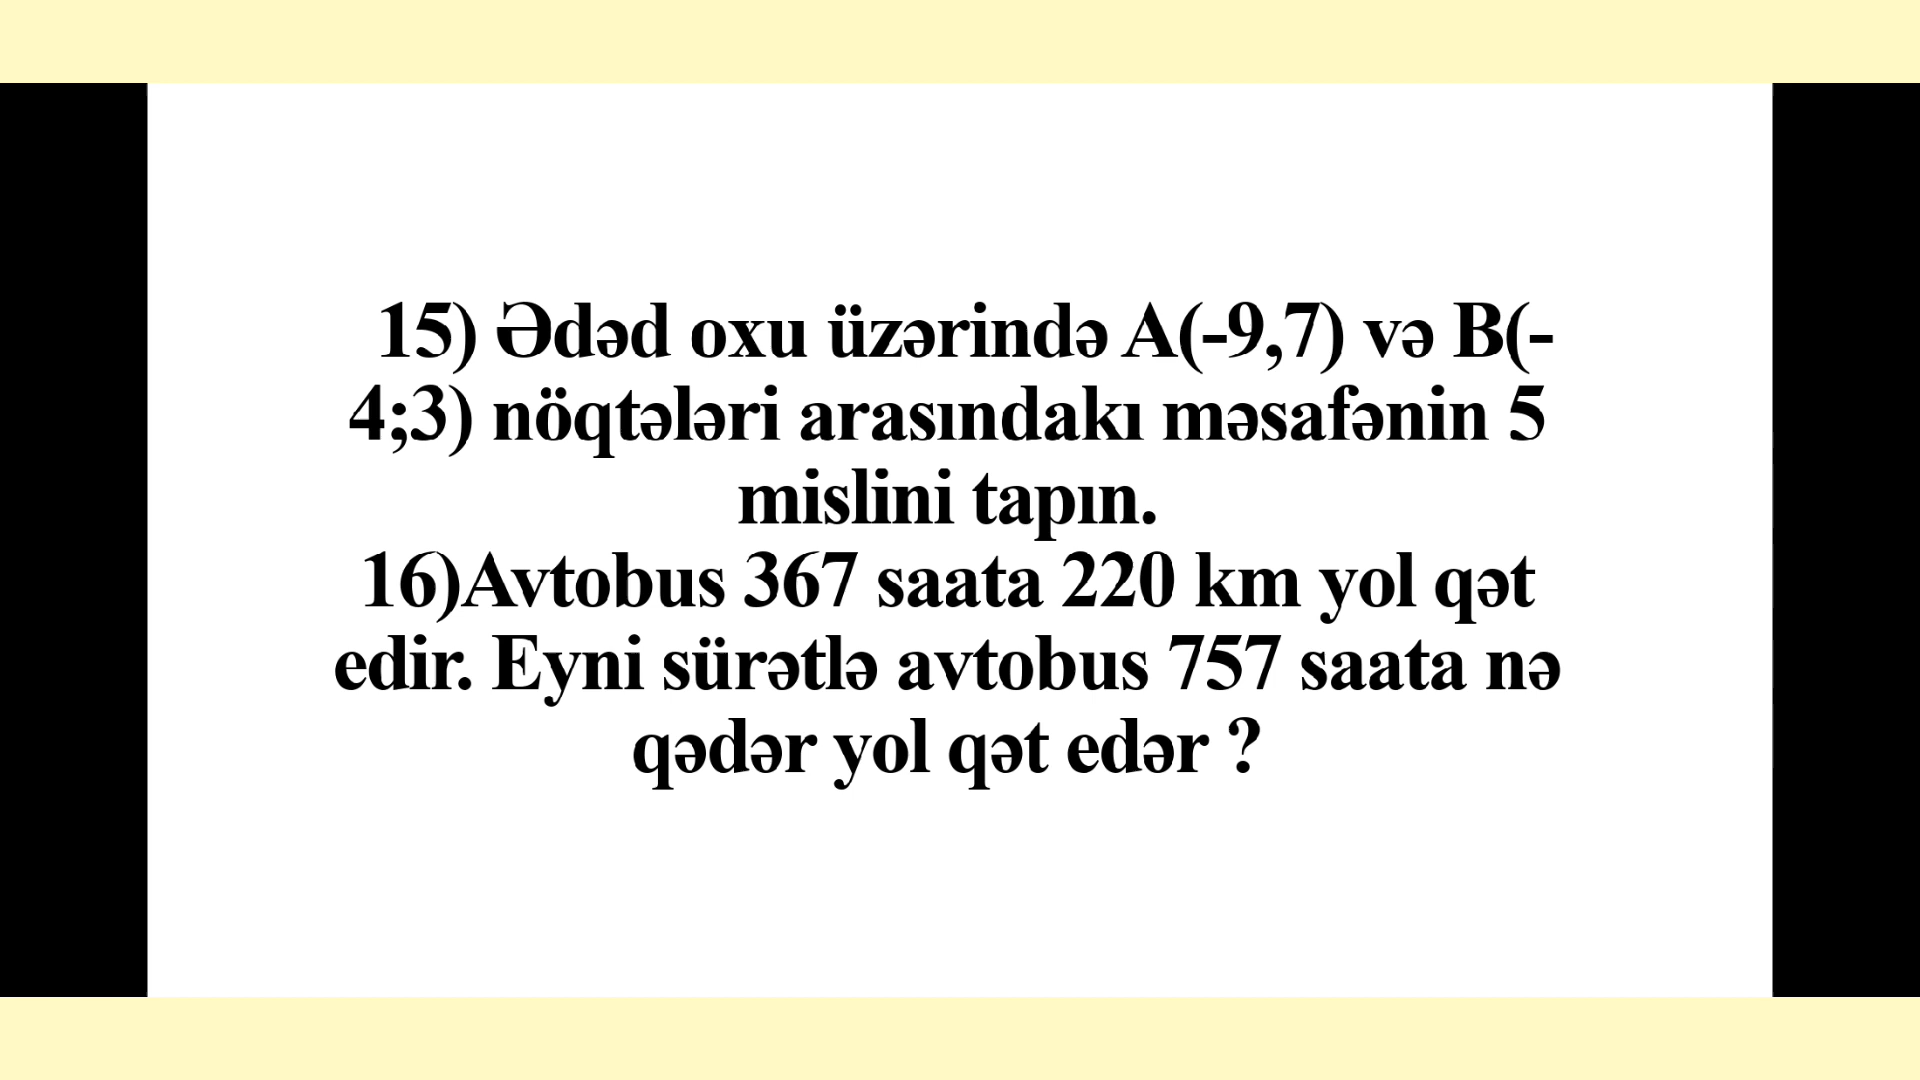 15) Ədəd oxu üzərində A(-9,7) və B(-
4;3) nöqtələri arasındakı məsafənin 5
mislini tapın.
16)Avtobus 367 saata 220 km yol qət
edir. Eyni sürətlə avtobus 757 saata nə
qədər yol qət edər ?